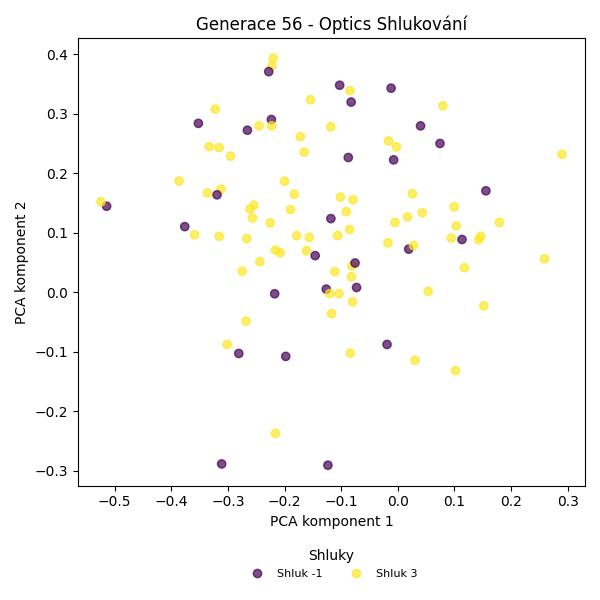 Generace 56 - Optics Shlukování
PCA komponent 2
0.4
0.3
0.2
0.1
0.0
−0.1
−0.2
−0.3
−0.5 −0.4 −0.3 −0.2 −0.1 0.0 0.1 0.2 0.3
PCA komponent 1
Shluky
Shluk -1 Shluk 3